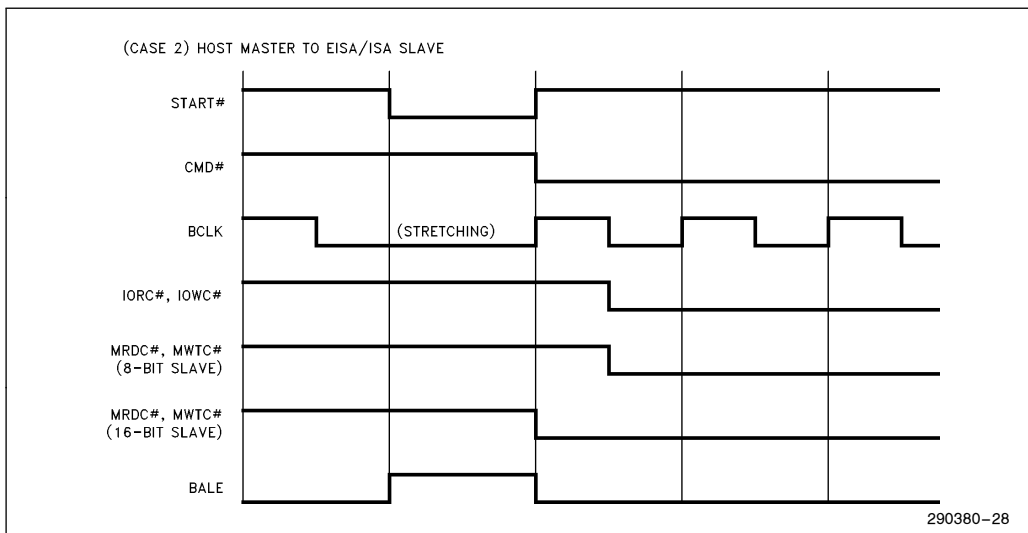 (CASE 2) HOST MASTER TO EISA/ISA SLAVE
START#
CMD#
BCLK
(STRETCHING)
IORC#, IOWC#
MRDC#, MWTC#
(8-BIT SLAVE)
MRDC#, MWTC#
(16-BIT SLAVE)
BALE
290380-28